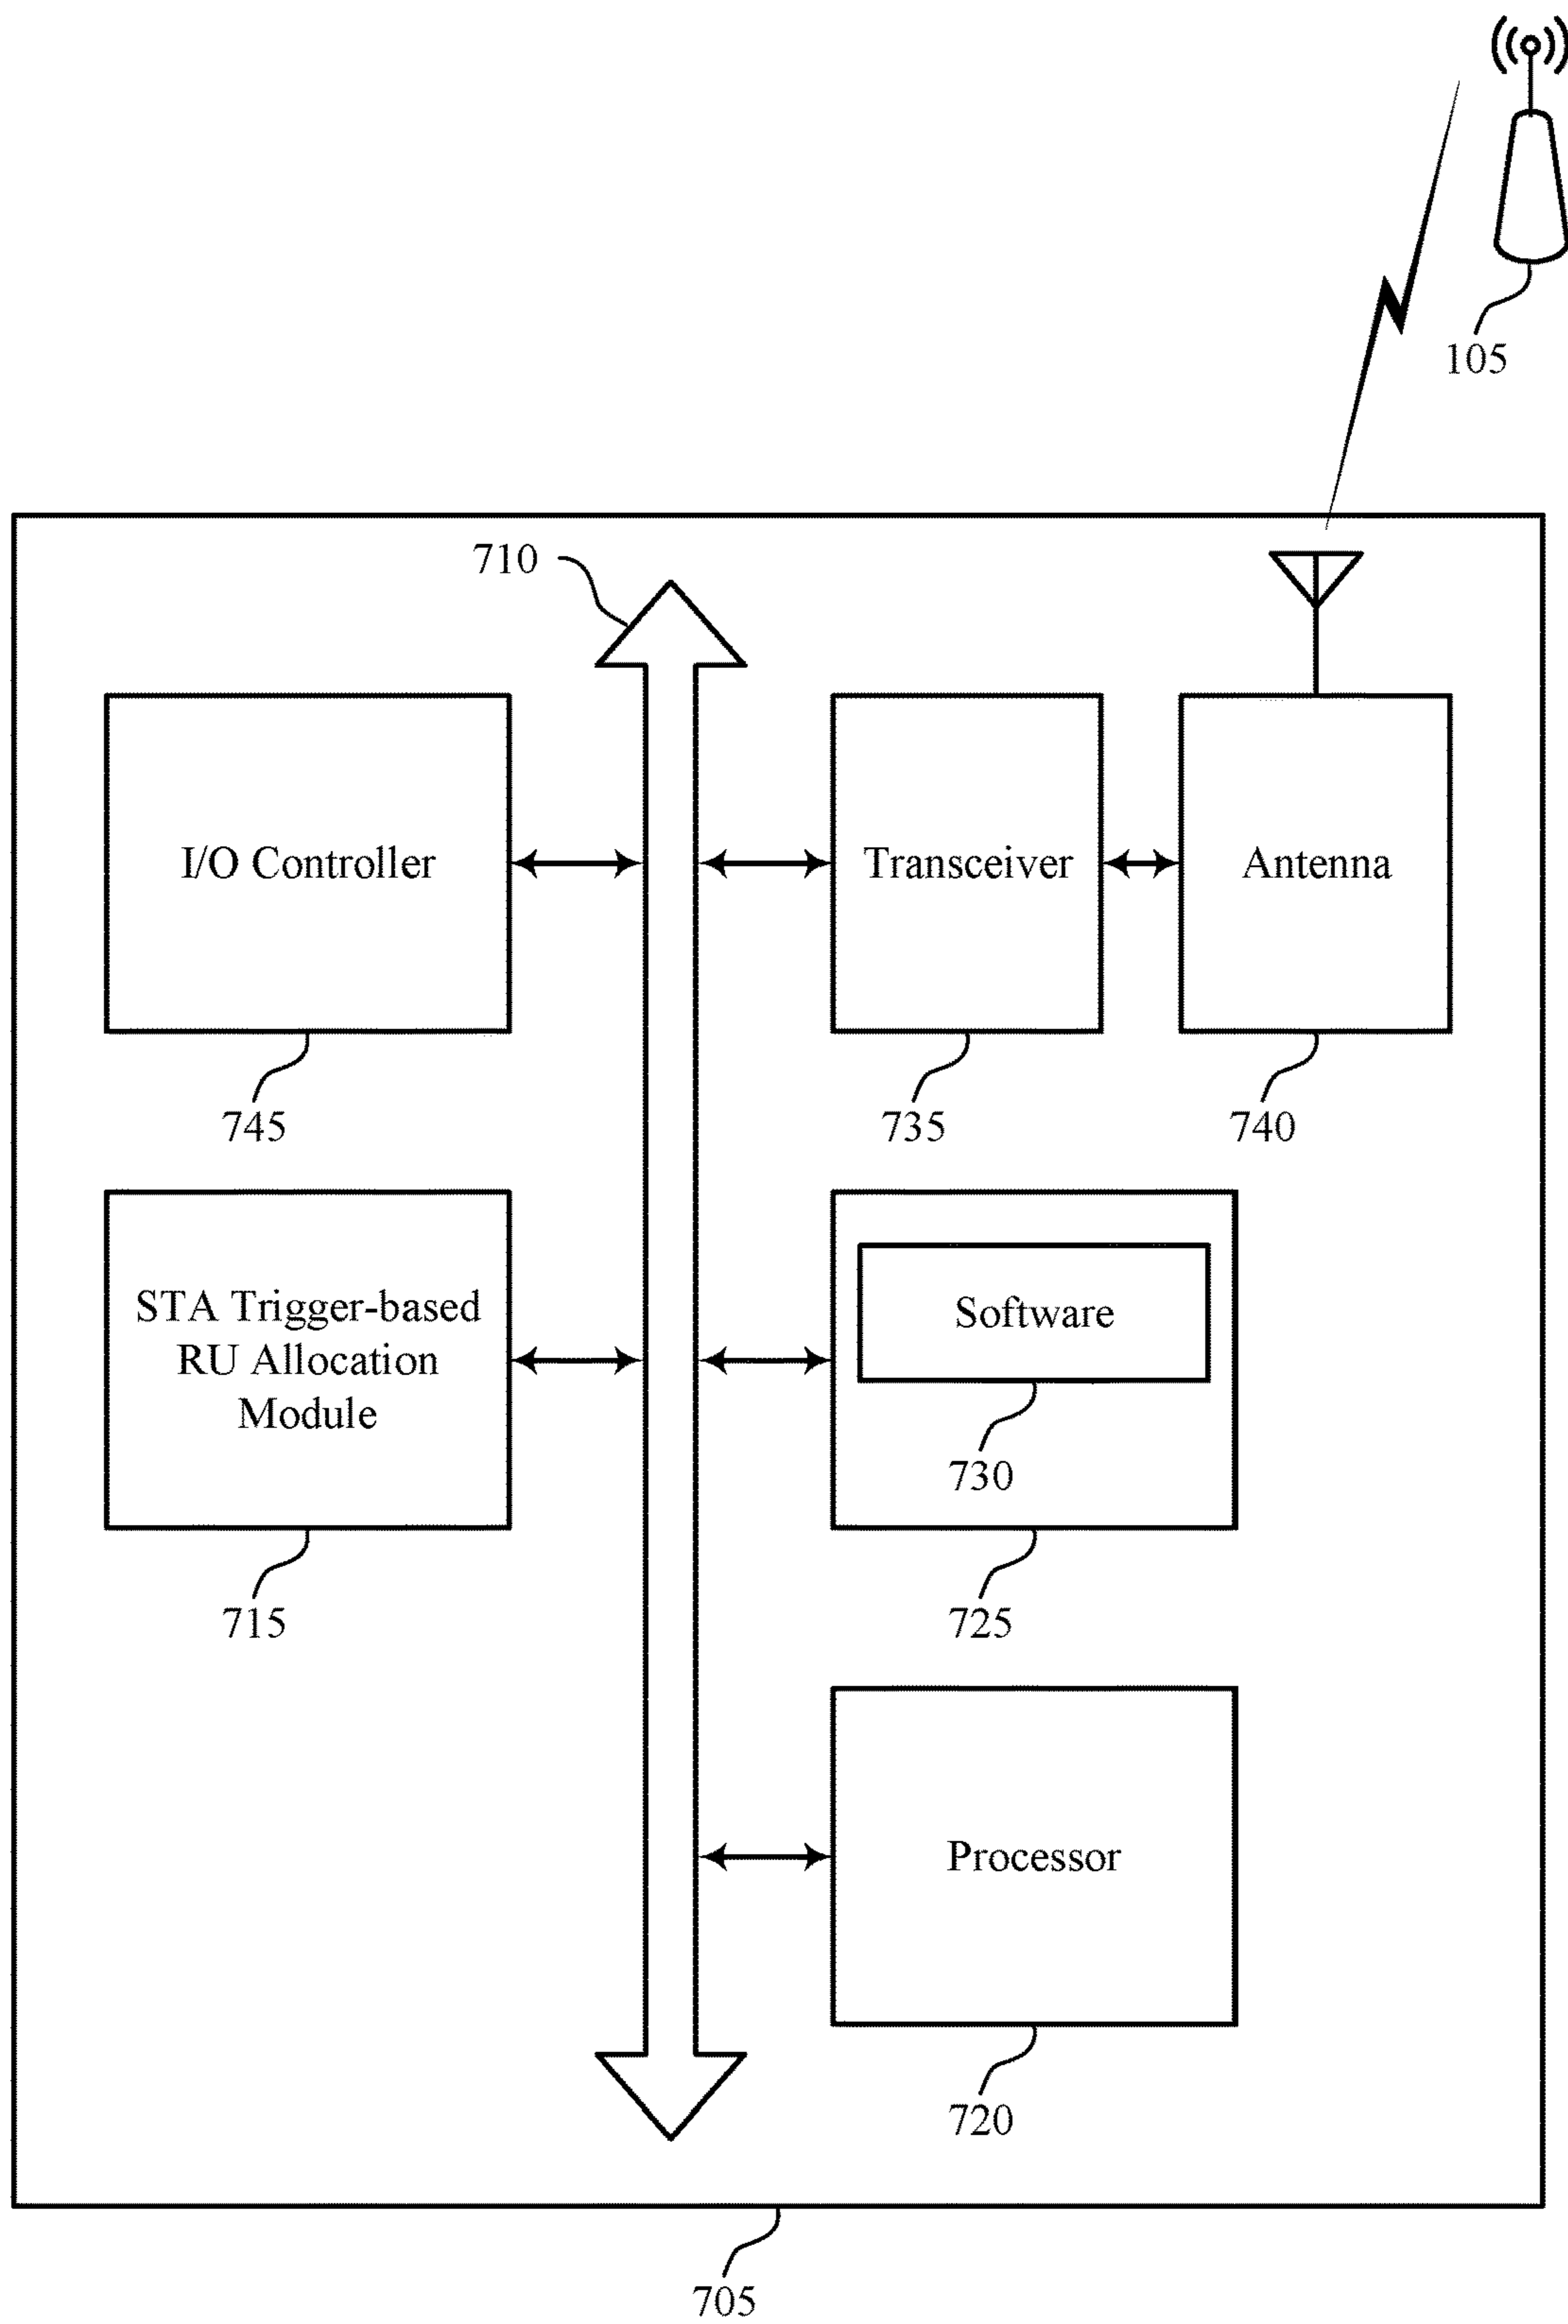 105
710
I/O Controller
Transceiver
Antenna
745
735
740
STA Trigger-based
RU Allocation
Module
Software
730
715
725
Processor
720
705